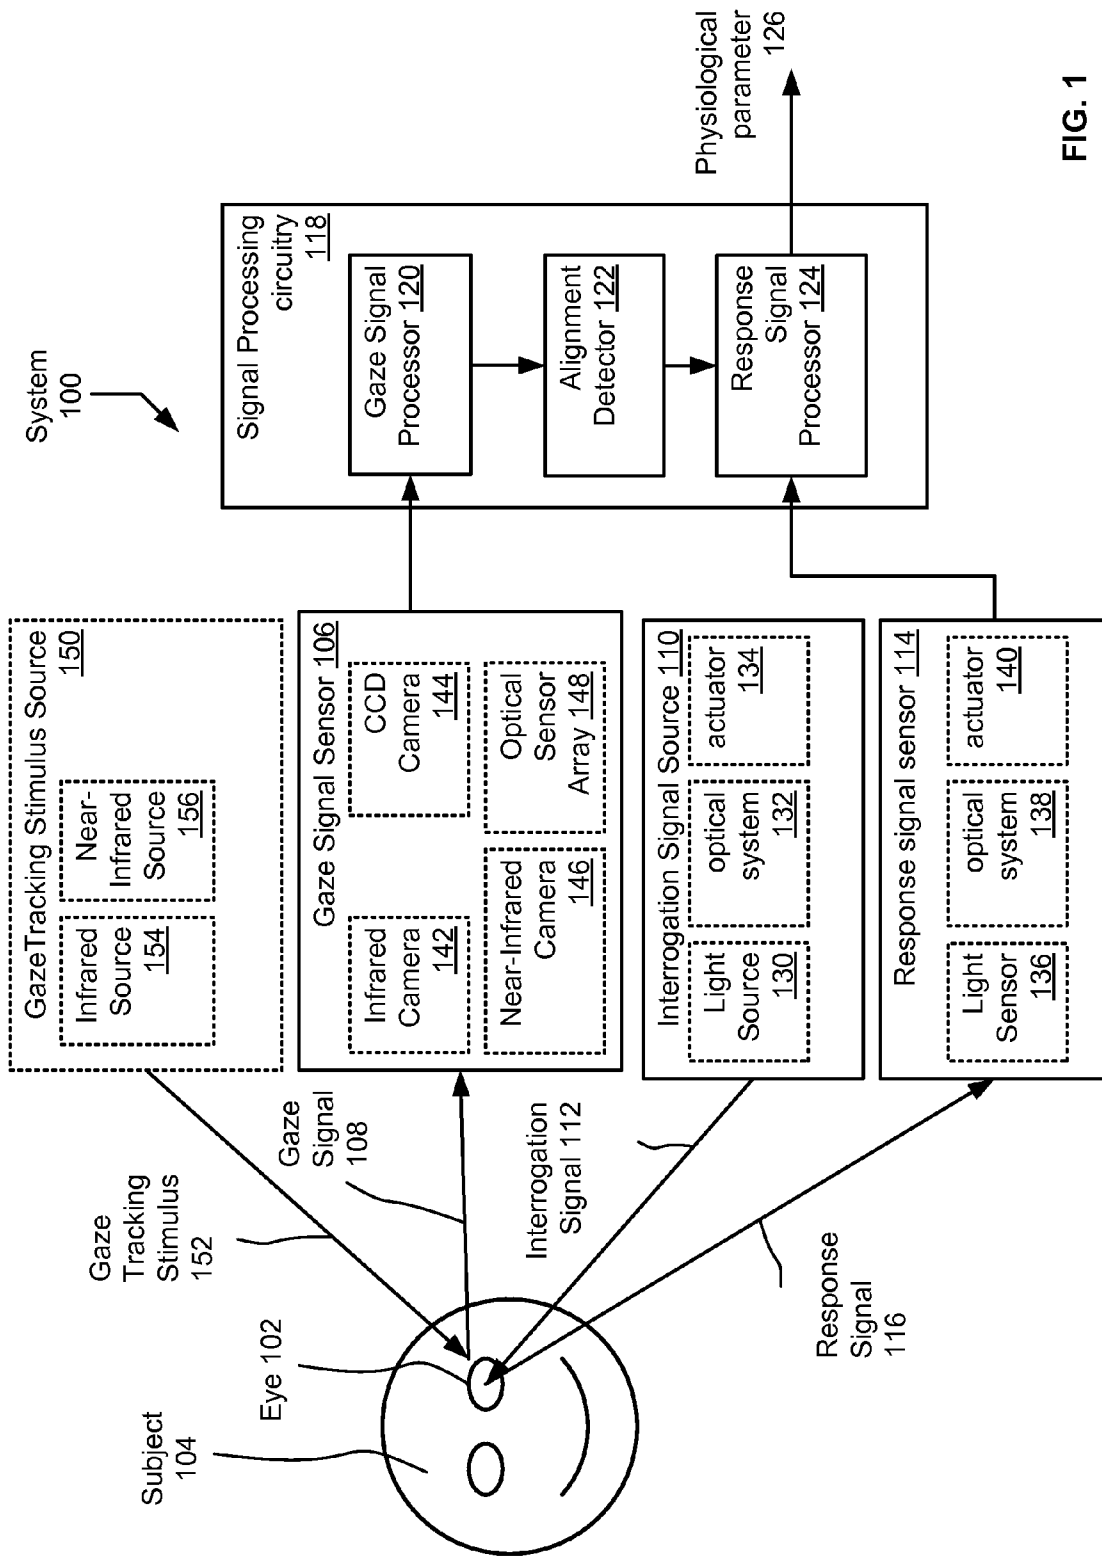 System
100
Subject
104
Eye 102
Gaze
Tracking
Stimulus
152
Gaze
Signal
108
Interrogation
Signal 112
Response
Signal
116
GazeTracking Stimulus Source
150
Infrared
Source
154
Near-
Infrared
Source
156
Gaze Signal Sensor 106
Infrared
Camera
142
CCD
Camera
144
Near-Infrared
Camera
146
Optical
Sensor
Array 148
Interrogation Signal Source 110
Light
Source
130
optical
system
132
actuator
134
Response signal sensor 114
Light
Sensor
136
optical
system
138
actuator
140
Signal Processing
circuitry
118
Gaze Signal
Processor 120
Alignment
Detector 122
Response
Signal
Processor 124
Physiological
parameter
126
FIG. 1